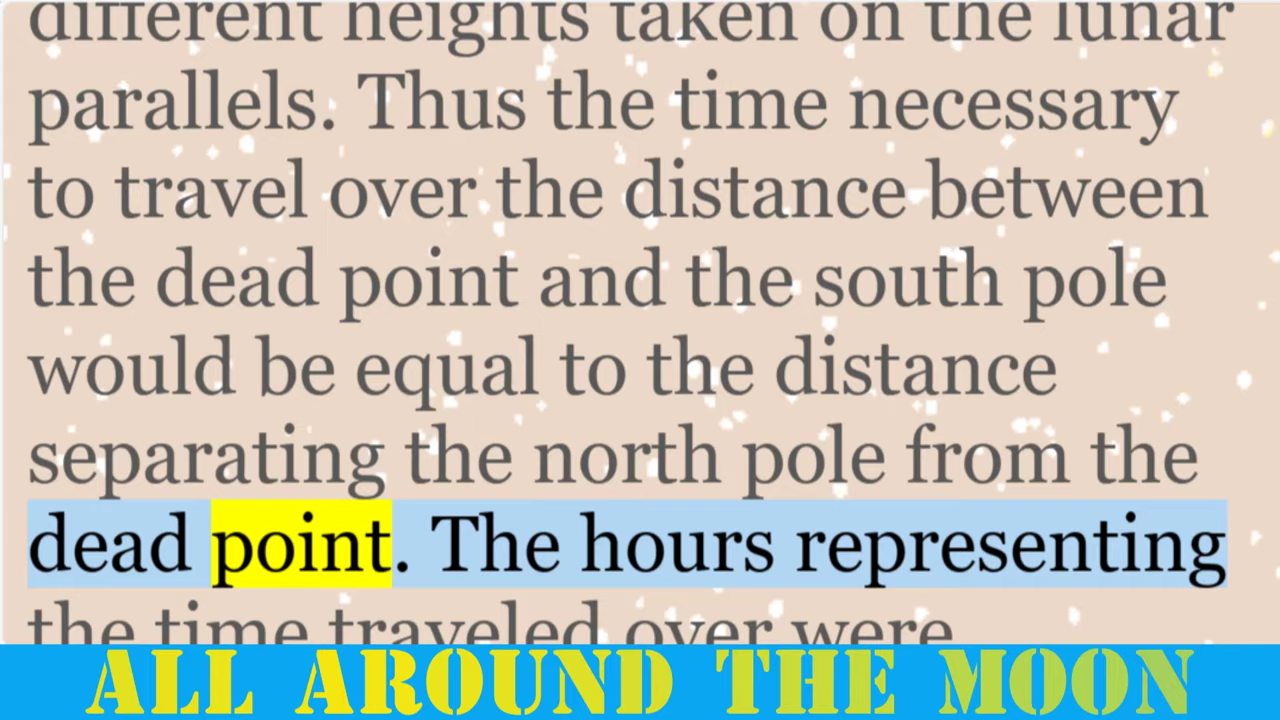 different heights taken on the lunar
parallels. Thus the time necessary
to travel over the distance between
the dead point and the south pole
would be equal to the distance
separating the north pole from the
dead point. The hours representing
the time traveled over were
ALL AROUND THE MOON